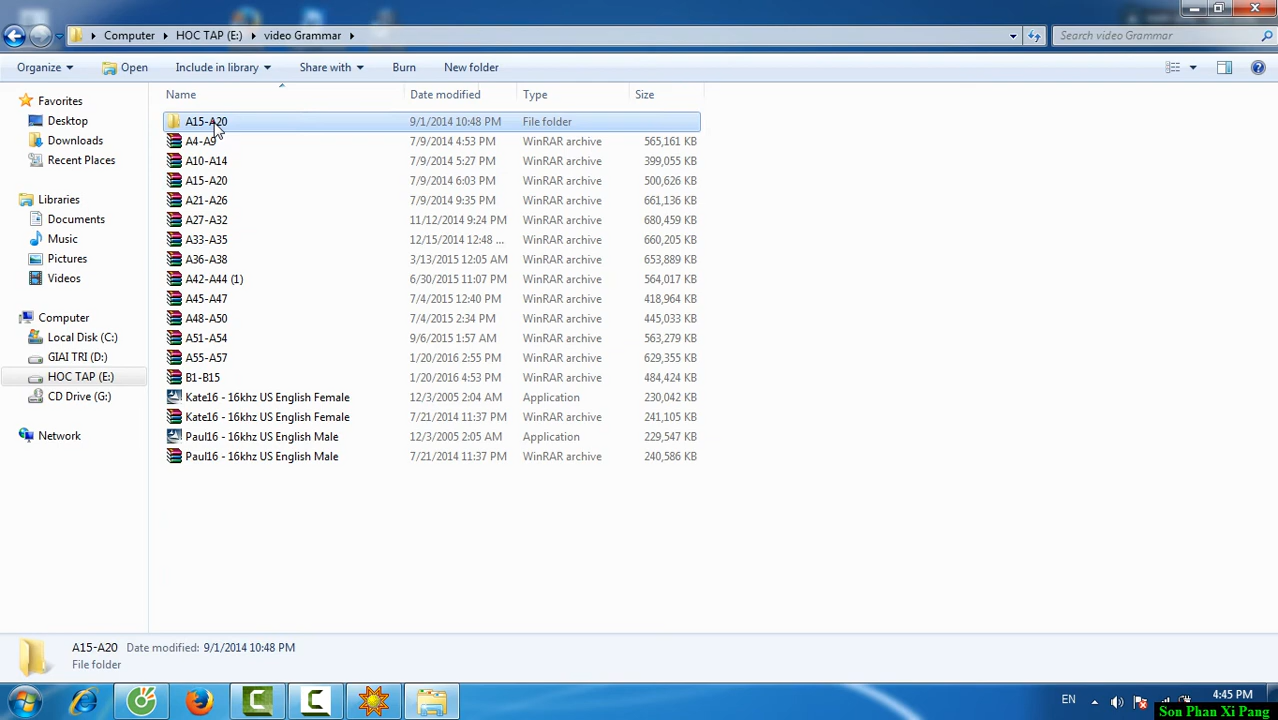 Computer HOC TAP (E:) video Grammar Search video Grammar
Organize Open Include in library Share with Burn New folder
Name Date modified Type Size
Favorites
Desktop
Downloads
Recent Places
Libraries
Documents
Music
Pictures
Videos
Computer
Local Disk (C:)
GIAI TRI (D:)
HOC TAP (E:)
CD Drive (G:)
Network
A15-A20 9/1/2014 10:48 PM File folder
A4-A9 7/9/2014 4:53 PM WinRAR archive 565,161 KB
A10-A14 7/9/2014 5:27 PM WinRAR archive 399,055 KB
A15-A20 7/9/2014 6:03 PM WinRAR archive 500,626 KB
A21-A26 7/9/2014 9:35 PM WinRAR archive 661,136 KB
A27-A32 11/12/2014 9:24 PM WinRAR archive 680,459 KB
A33-A35 12/15/2014 12:48 ... WinRAR archive 660,205 KB
A36-A38 3/13/2015 12:05 AM WinRAR archive 653,889 KB
A42-A44 (1) 6/30/2015 11:07 PM WinRAR archive 564,017 KB
A45-A47 7/4/2015 12:40 PM WinRAR archive 418,964 KB
A48-A50 7/4/2015 2:34 PM WinRAR archive 445,033 KB
A51-A54 9/6/2015 1:57 AM WinRAR archive 563,279 KB
A55-A57 1/20/2016 2:55 PM WinRAR archive 629,355 KB
B1-B15 1/20/2016 4:53 PM WinRAR archive 484,424 KB
Kate16 - 16khz US English Female 12/3/2005 2:04 AM Application 230,042 KB
Kate16 - 16khz US English Female 7/21/2014 11:37 PM WinRAR archive 241,105 KB
Paul16 - 16khz US English Male 12/3/2005 2:05 AM Application 229,547 KB
Paul16 - 16khz US English Male 7/21/2014 11:37 PM WinRAR archive 240,586 KB
A15-A20 Date modified: 9/1/2014 10:48 PM
File folder
EN 4:45 PM
Son Phan Xi Pang